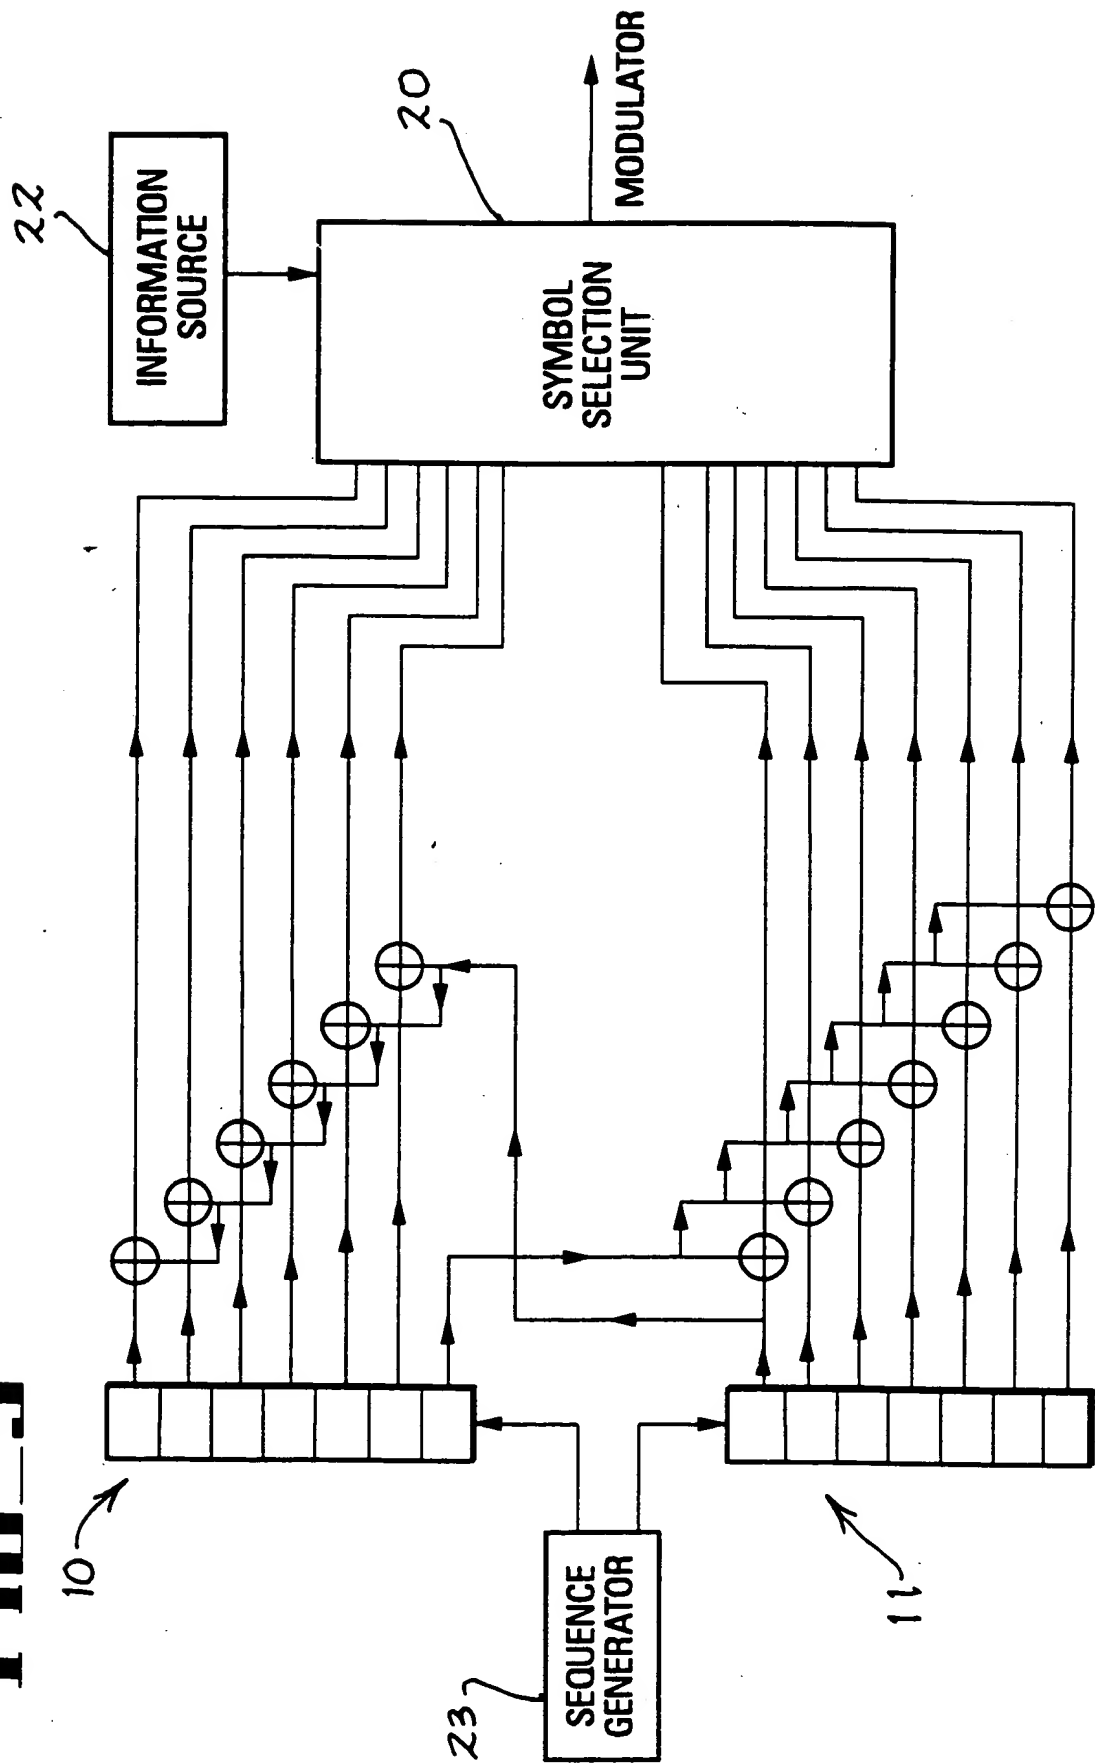 22
INFORMATION
SOURCE
20
MODULATOR
SYMBOL
SELECTION
UNIT
10
11
23
SEQUENCE
GENERATOR